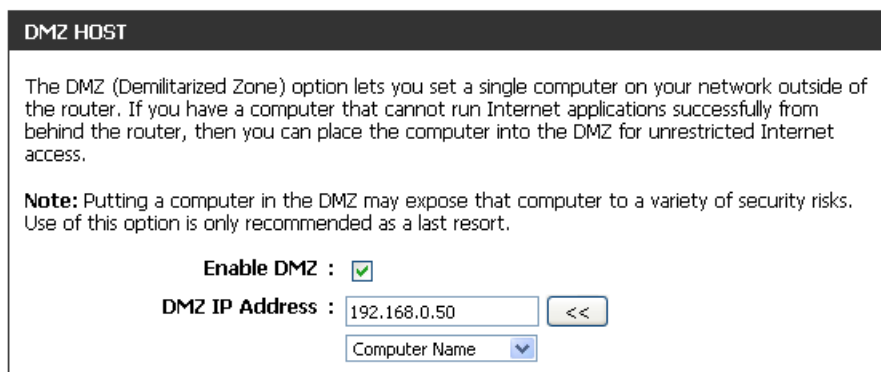 DMZ HOST
The DMZ (Demilitarized Zone) option lets you set a single computer on your network outside of
the router. If you have a computer that cannot run Internet applications successfully from
behind the router, then you can place the computer into the DMZ for unrestricted Internet
access.
Note: Putting a computer in the DMZ may expose that computer to a variety of security risks.
Use of this option is only recommended as a last resort.
Enable DMZ :
DMZ IP Address : 192.168.0.50 <<
Computer Name